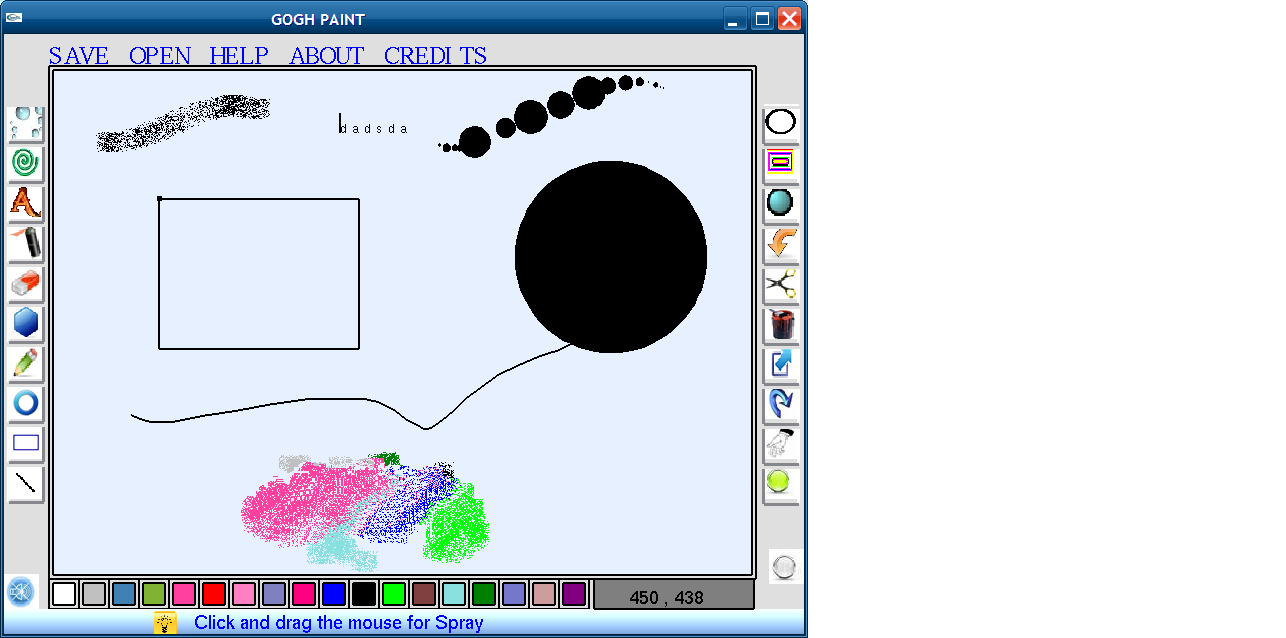 GOGH PAINT
SAVE OPEN HELP ABOUT CREDITS
dadsda
450 , 438
Click and drag the mouse for Spray